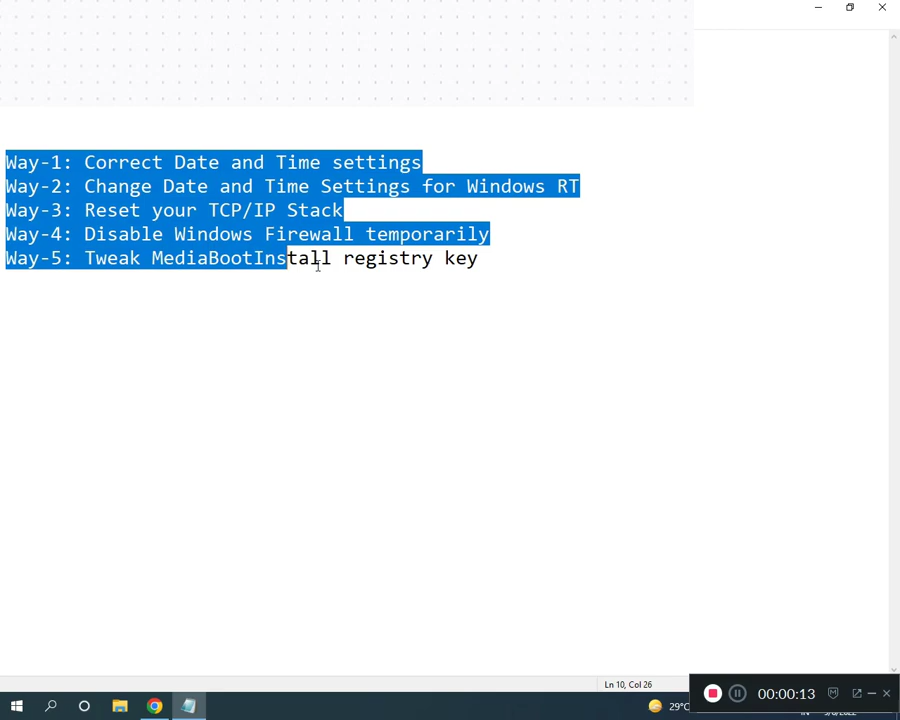 Way-1: Correct Date and Time settings
Way-2: Change Date and Time Settings for Windows RT
Way-3: Reset your TCP/IP Stack
Way-4: Disable Windows Firewall temporarily
Way-5: Tweak MediaBootInstall registry key
Ln 10, Col 26
00:00:13
29°C